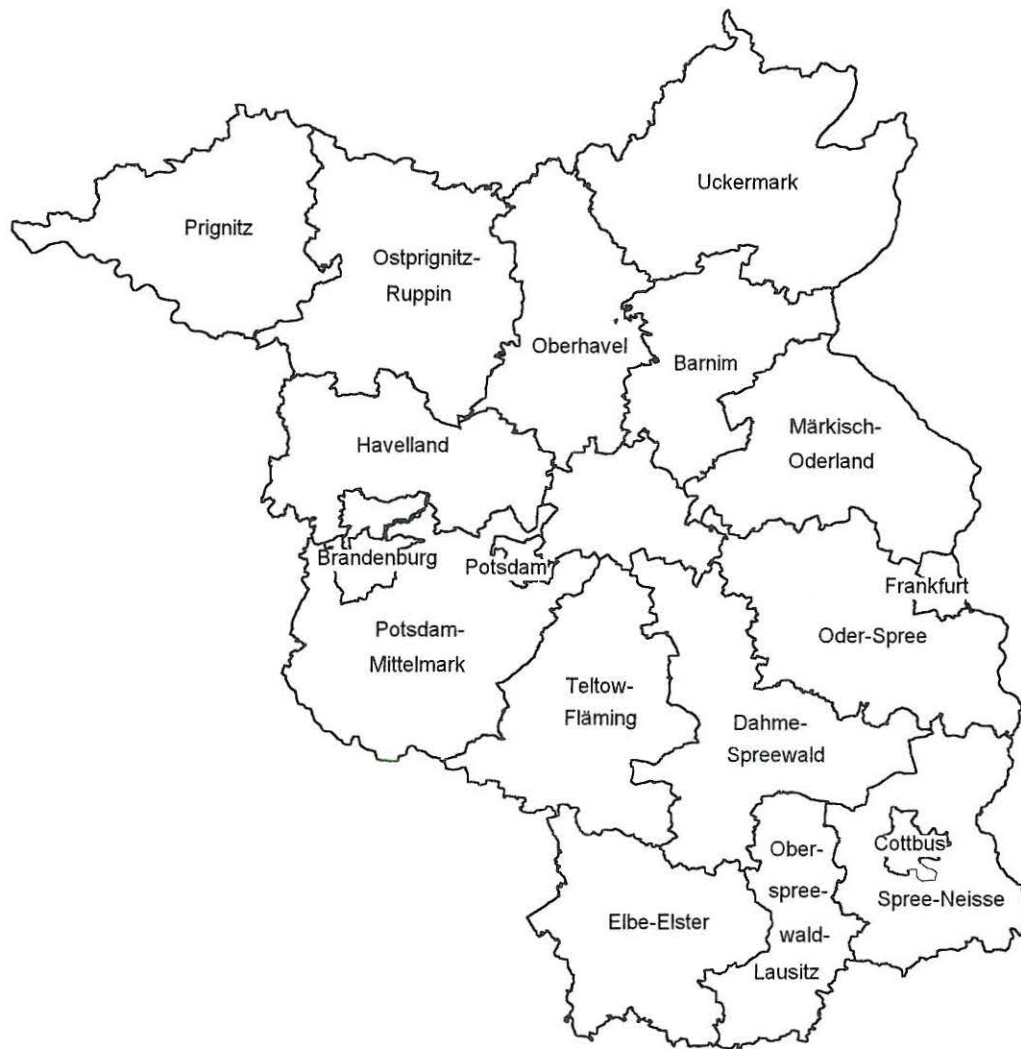 Uckermark
Prignitz
Ostprignitz-
Ruppin
Oberhavel
Barnim
Märkisch-
Oderland
Havelland
Brandenburg
Potsdam
Frankfurt
Potsdam-
Mittelmark
Oder-Spree
Teltow-
Fläming
Dahme-
Spreewald
Cottbus
Spree-Neisse
Ober-
spree-
wald-
Lausitz
Elbe-Elster